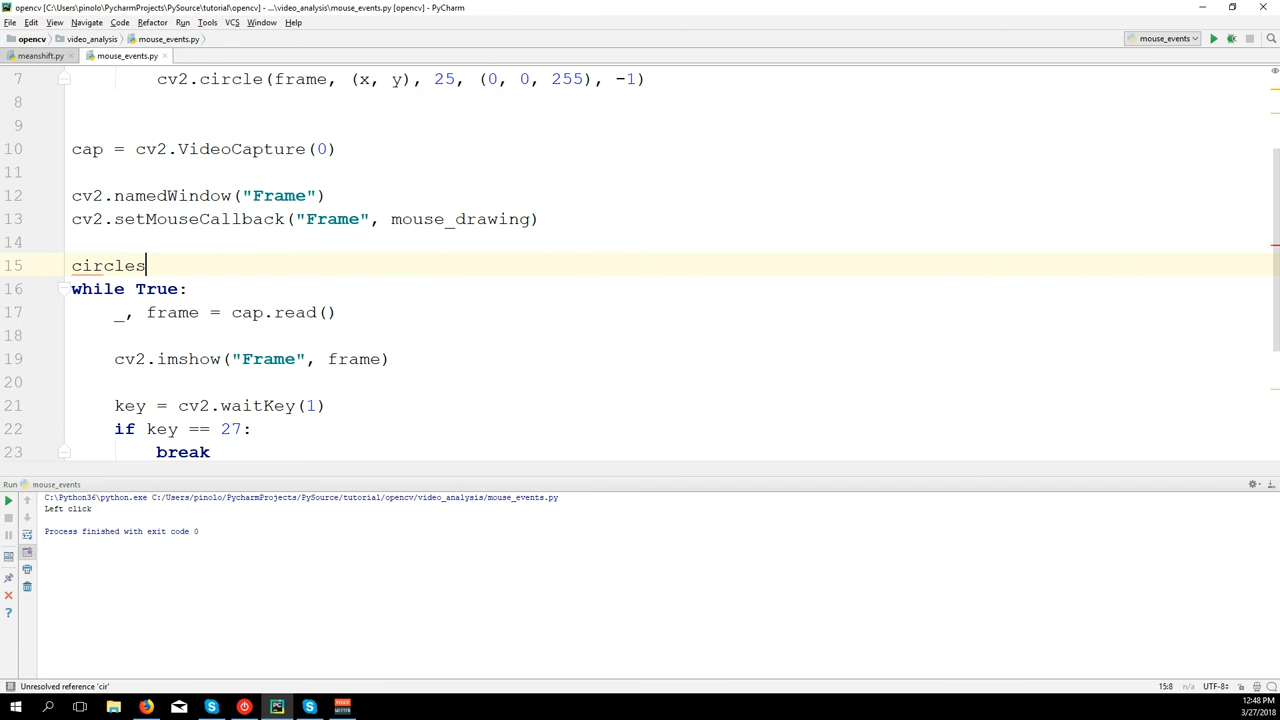 opencv [C:\Users\pinolo\PycharmProjects\PySource\tutorial\opencv] - ...\video_analysis\mouse_events.py [opencv] - PyCharm
File Edit View Navigate Code Refactor Run Tools VCS Window Help
opencv video_analysis mouse_events.py mouse_events
meanshift.py mouse_events.py
7 cv2.circle(frame, (x, y), 25, (0, 0, 255), -1)
8
9
10 cap = cv2.VideoCapture(0)
11
12 cv2.namedWindow("Frame")
13 cv2.setMouseCallback("Frame", mouse_drawing)
14
15 circles
16 while True:
17 _, frame = cap.read()
18
19 cv2.imshow("Frame", frame)
20
21 key = cv2.waitKey(1)
22 if key == 27:
23 break
Run mouse_events
C:\Python36\python.exe C:/Users/pinolo/PycharmProjects/PySource/tutorial/opencv/video_analysis/mouse_events.py
Left click
Process finished with exit code 0
Unresolved reference 'cir' 15:8 n/a UTF-8
12:48 PM
3/27/2018